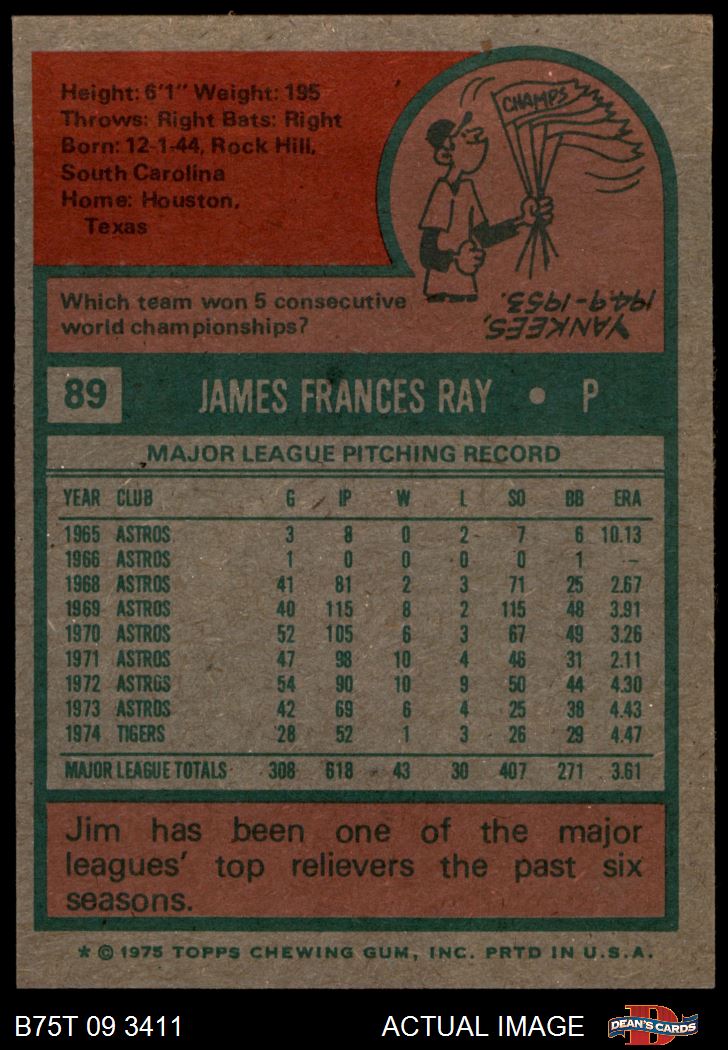 Height: 6'1" Weight: 195
Throws: Right Bats: Right
Born: 12-1-44, Rock Hill,
South Carolina
Home: Houston,
Texas
CHAMPS
Which team won 5 consecutive
world championships?
YANKEES,
1949-1953.
89 JAMES FRANCES RAY • P
MAJOR LEAGUE PITCHING RECORD
YEAR CLUB G IP W L SO BB ERA
1965 ASTROS 3 8 0 2 7 6 10.13
1966 ASTROS 1 0 0 0 0 1 —
1968 ASTROS 41 81 2 3 71 25 2.67
1969 ASTROS 40 115 8 2 115 48 3.91
1970 ASTROS 52 105 6 3 67 49 3.26
1971 ASTROS 47 98 10 4 46 31 2.11
1972 ASTROS 54 90 10 9 50 44 4.30
1973 ASTROS 42 69 6 4 25 38 4.43
1974 TIGERS 28 52 1 3 26 29 4.47
MAJOR LEAGUE TOTALS 308 618 43 30 407 271 3.61
Jim has been one of the major
leagues' top relievers the past six
seasons.
* © 1975 TOPPS CHEWING GUM, INC. PRTD IN U.S.A.
B75T 09 3411 ACTUAL IMAGE D DEAN'S CARDS